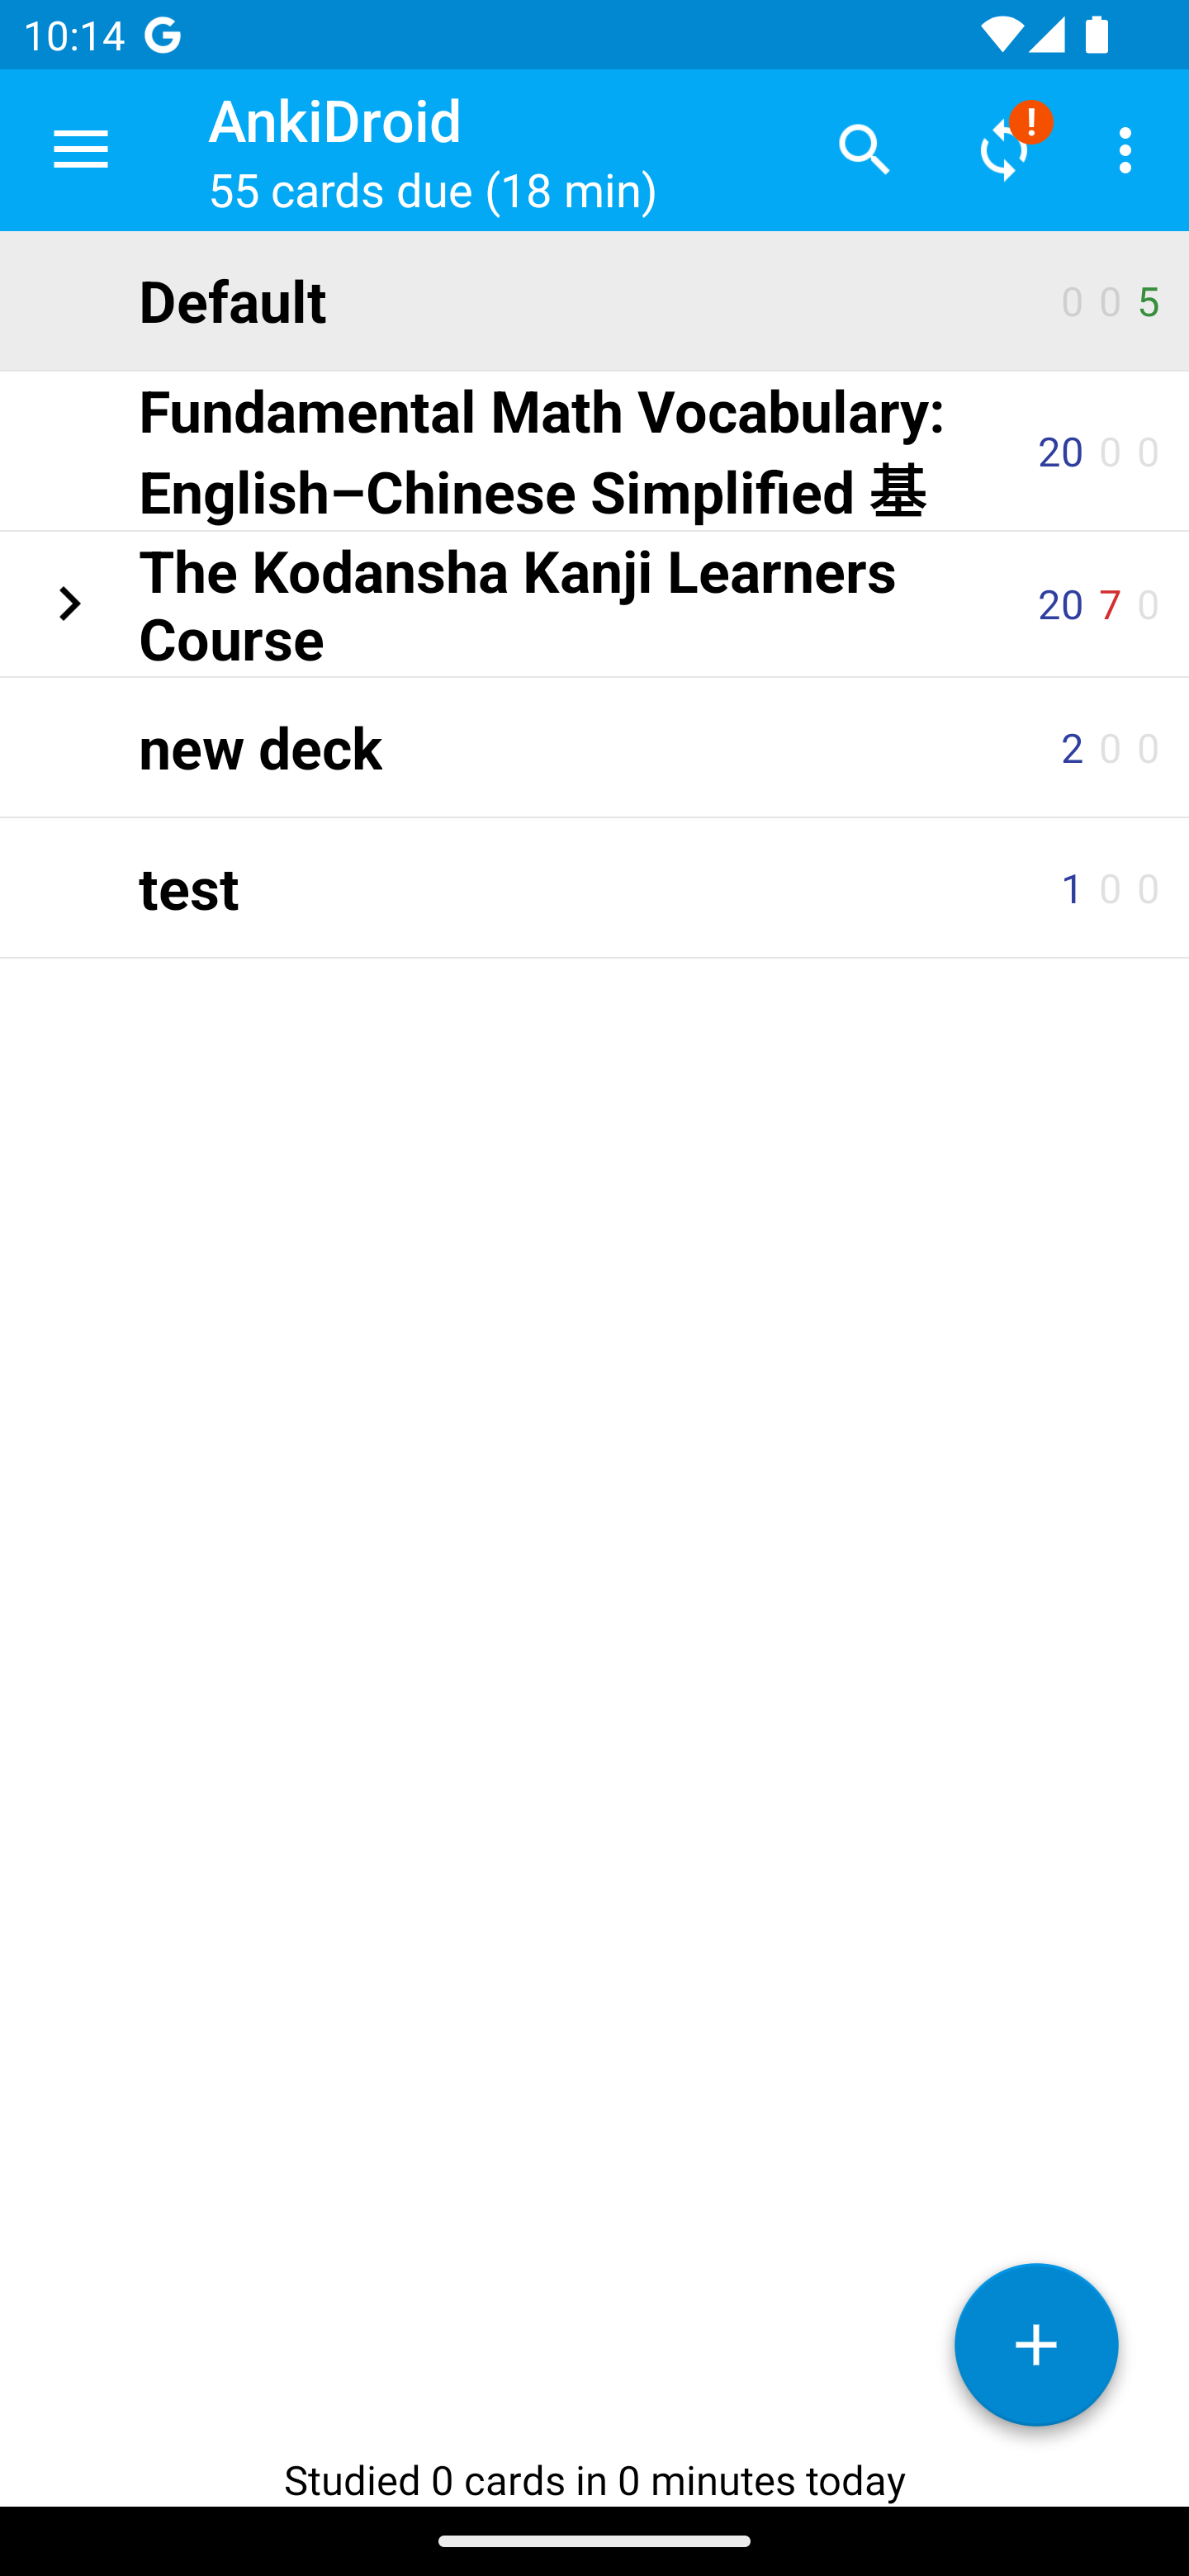 10:14
AnkiDroid
55 cards due (18 min)
Default
0 0 5
Fundamental Math Vocabulary:
English–Chinese Simplified 基
20 0 0
The Kodansha Kanji Learners
Course
20 7 0
new deck
2 0 0
test
1 0 0
Studied 0 cards in 0 minutes today